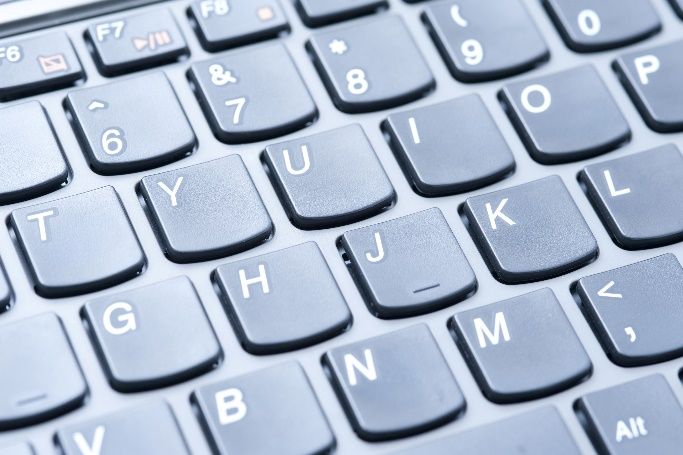 F6 F7 F8
^ & * (
6 7 8 9 0
T Y U I O P
G H J K L
V B N M < ,
Alt